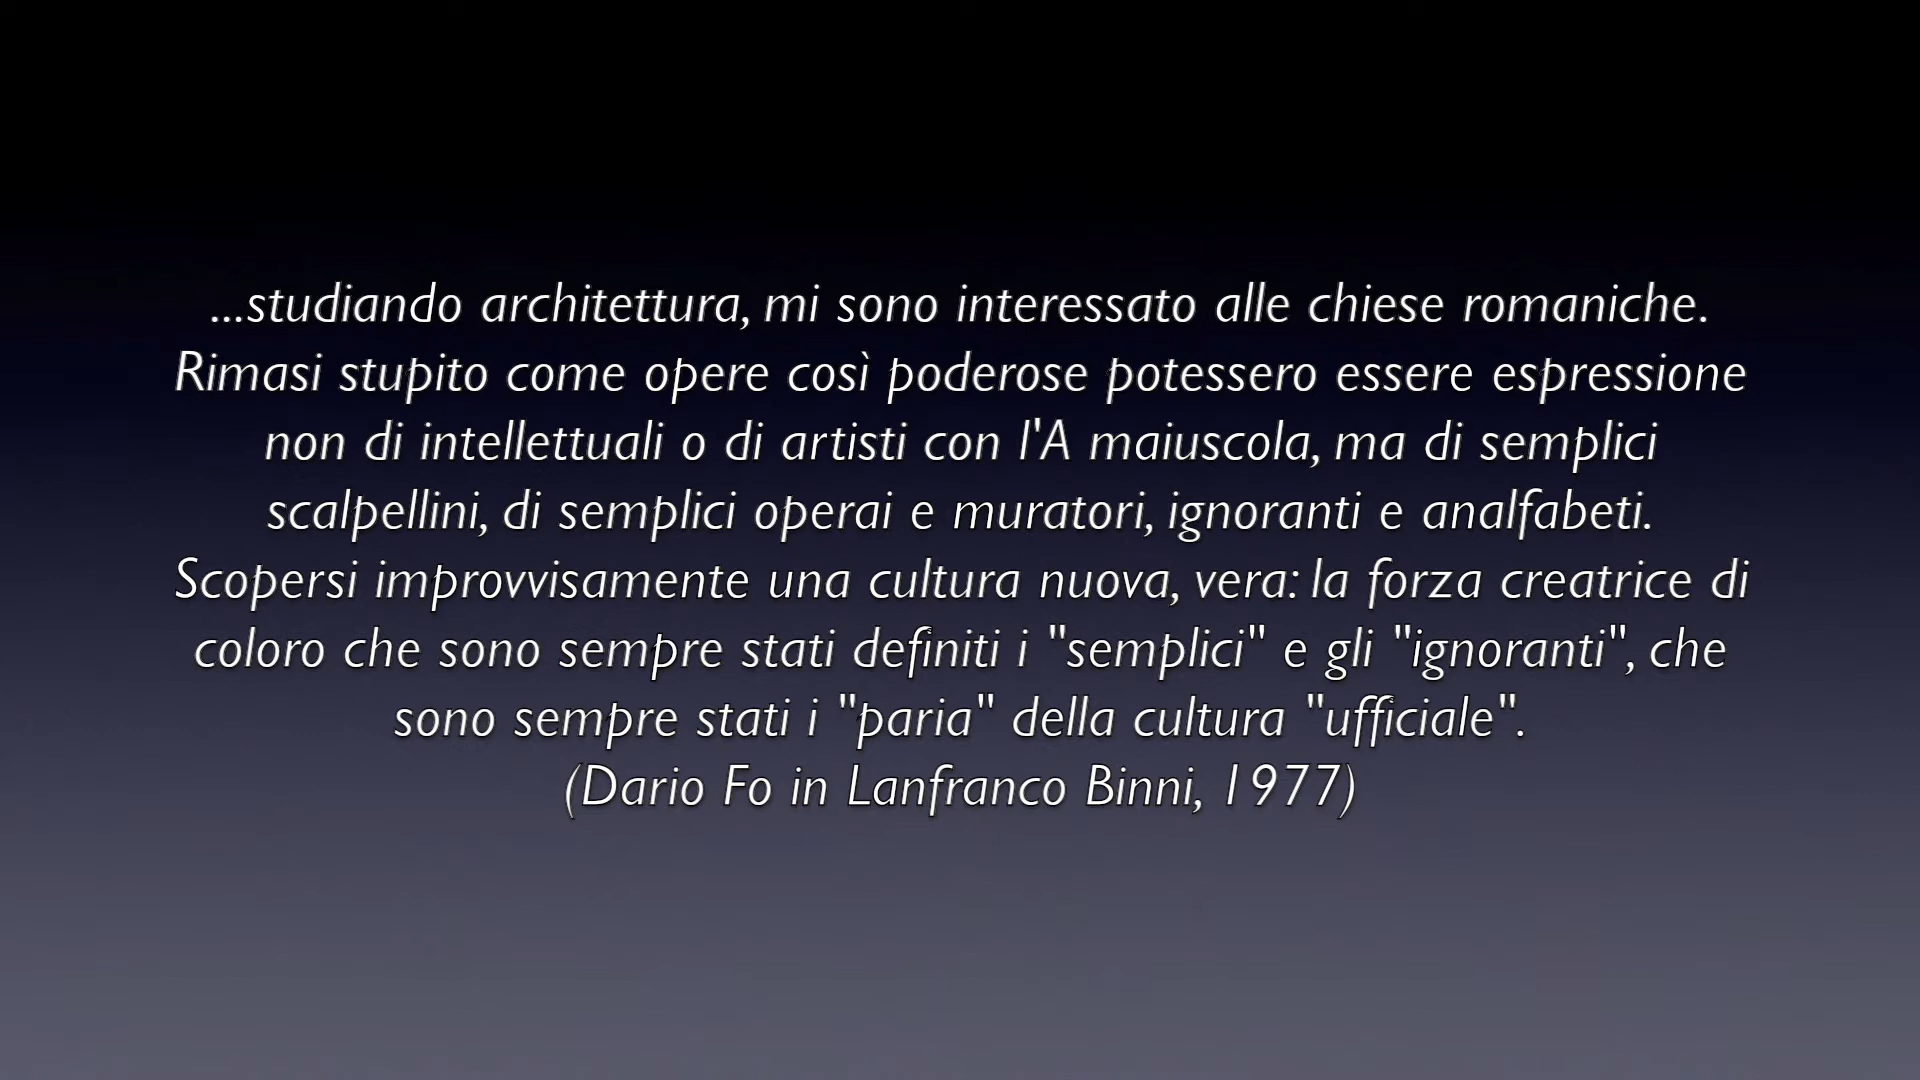 ...studiando architettura, mi sono interessato alle chiese romaniche.
Rimasi stupito come opere così poderose potessero essere espressione
non di intellettuali o di artisti con l'A maiuscola, ma di semplici
scalpellini, di semplici operai e muratori, ignoranti e analfabeti.
Scopersi improvvisamente una cultura nuova, vera: la forza creatrice di
coloro che sono sempre stati definiti i "semplici" e gli "ignoranti", che
sono sempre stati i "paria" della cultura "ufficiale".
(Dario Fo in Lanfranco Binni, 1977)